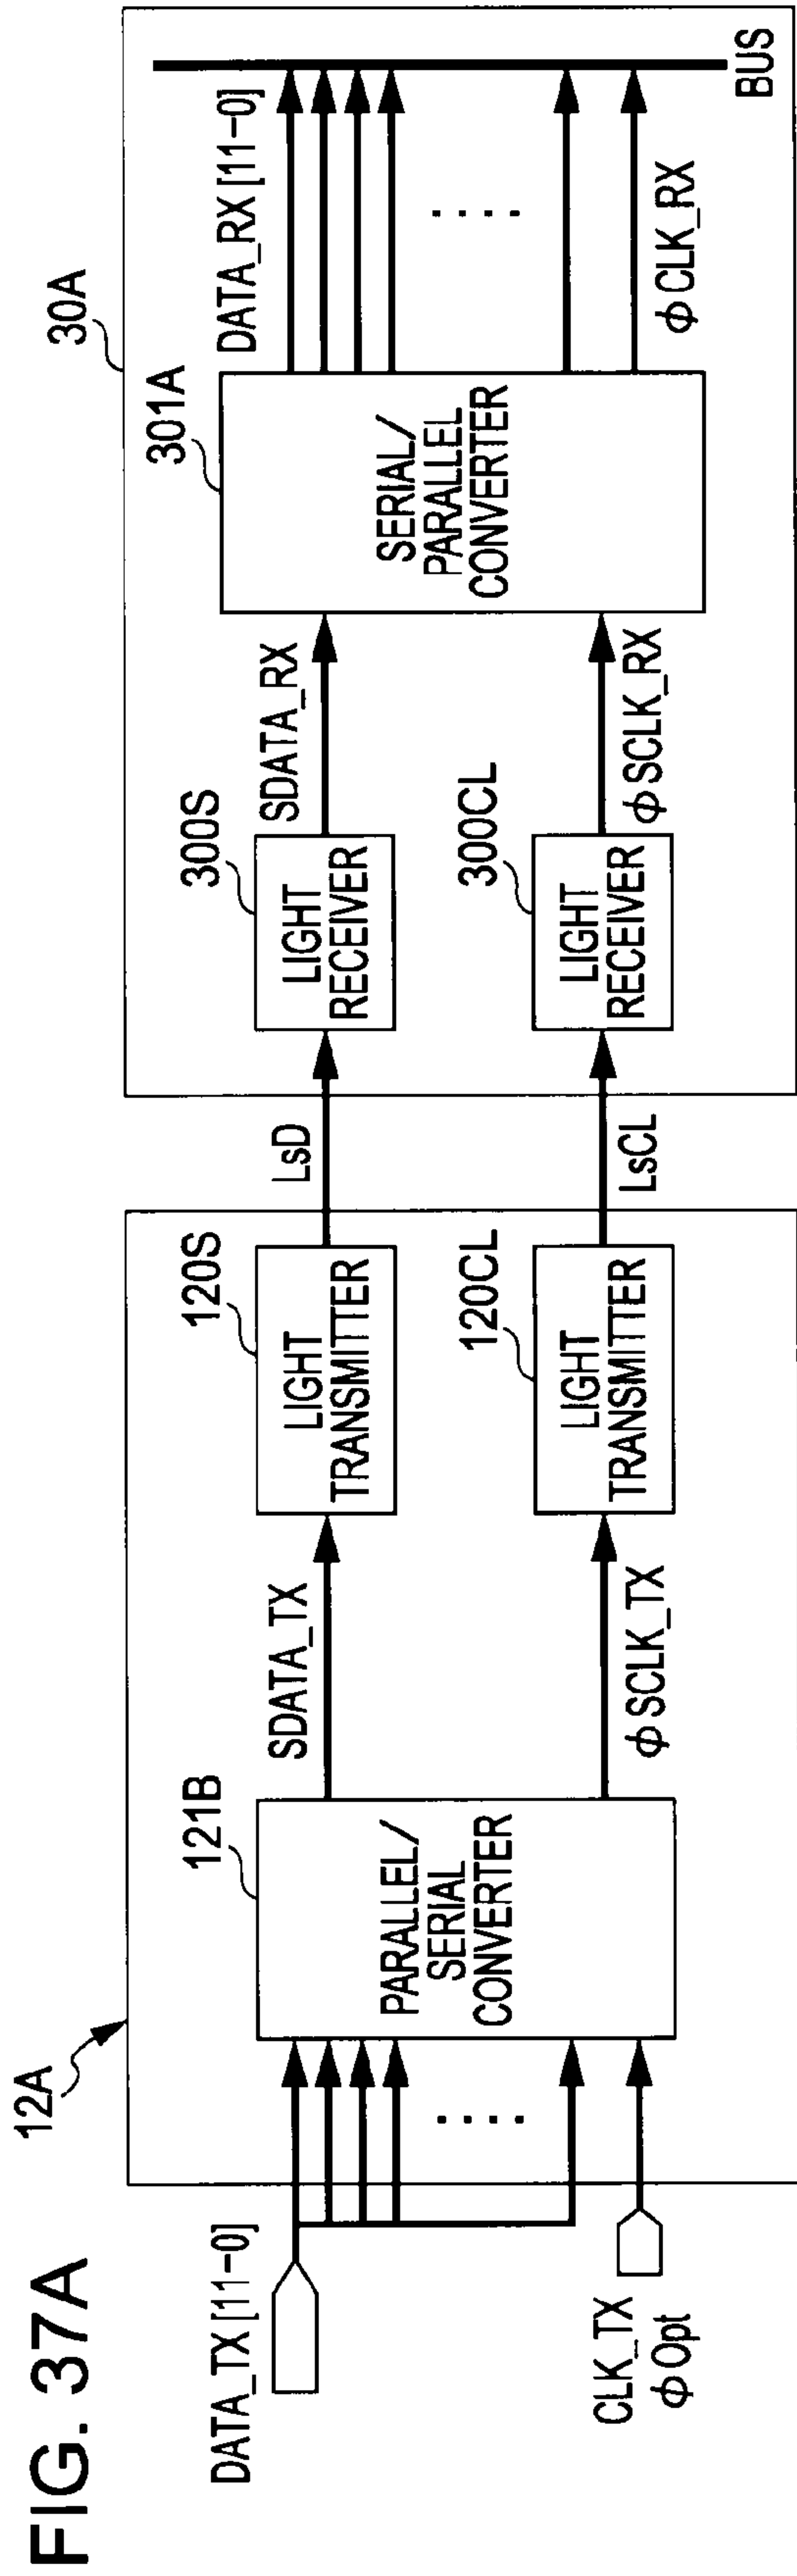 FIG. 37A
12A
30A
DATA_TX [11-0]
CLK_TX
ϕOpt
121B
PARALLEL/
SERIAL
CONVERTER
SDATA_TX
ϕSCLK_TX
120S
LIGHT
TRANSMITTER
120CL
LIGHT
TRANSMITTER
LsD
LsCL
300S
LIGHT
RECEIVER
300CL
LIGHT
RECEIVER
SDATA_RX
ϕSCLK_RX
301A
SERIAL/
PARALLEL
CONVERTER
DATA_RX [11-0]
ϕCLK_RX
BUS